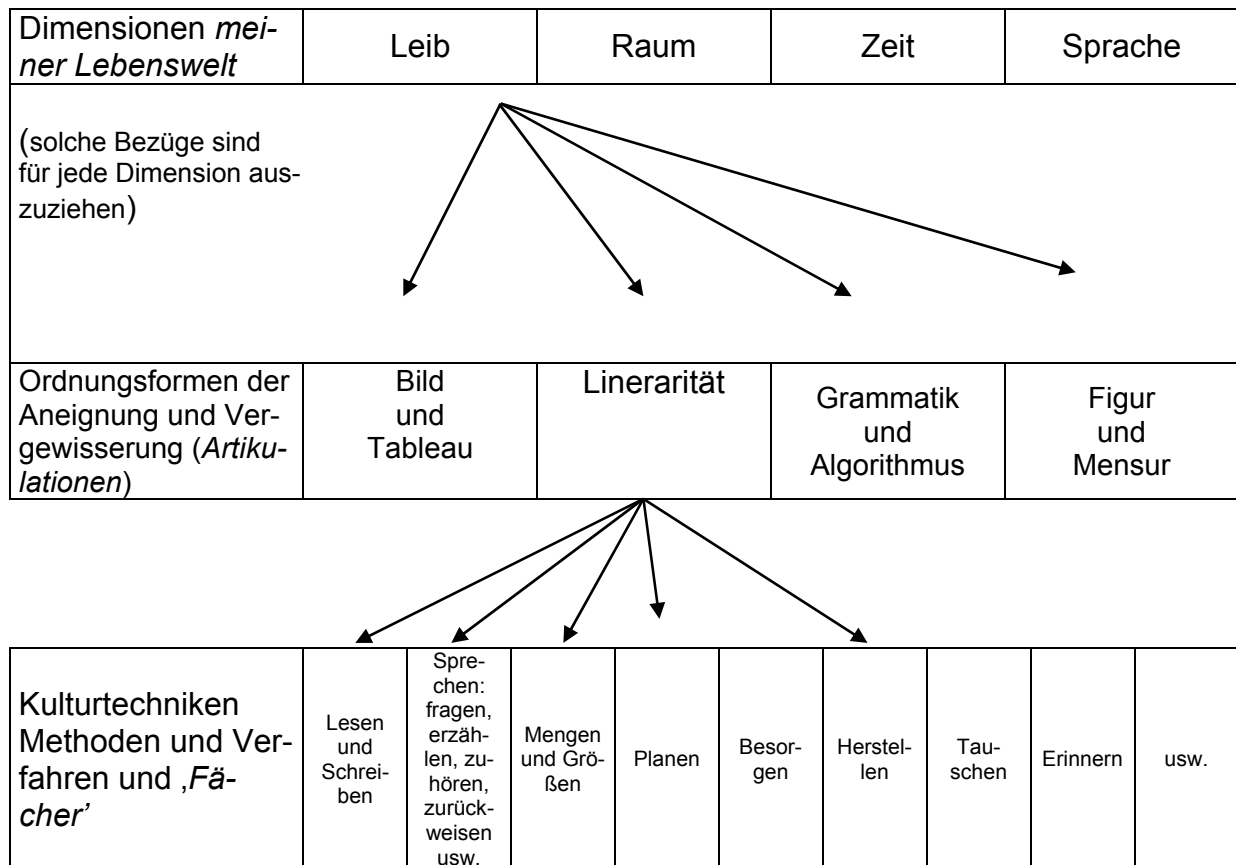 Dimensionen mei-
ner Lebenswelt
Leib
Raum
Zeit
Sprache
(solche Bezüge sind
für jede Dimension aus-
zuziehen)
Ordnungsformen der
Aneignung und Ver-
gewisserung (Artiku-
lationen)
Bild
und
Tableau
Linerarität
Grammatik
und
Algorithmus
Figur
und
Mensur
Kulturtechniken
Methoden und Ver-
fahren und ‚Fä-
cher’
Lesen
und
Schrei-
ben
Spre-
chen:
fragen,
erzäh-
len, zu-
hören,
zurück-
weisen
usw.
Mengen
und Grö-
ßen
Planen
Besor-
gen
Herstel-
len
Tau-
schen
Erinnern
usw.